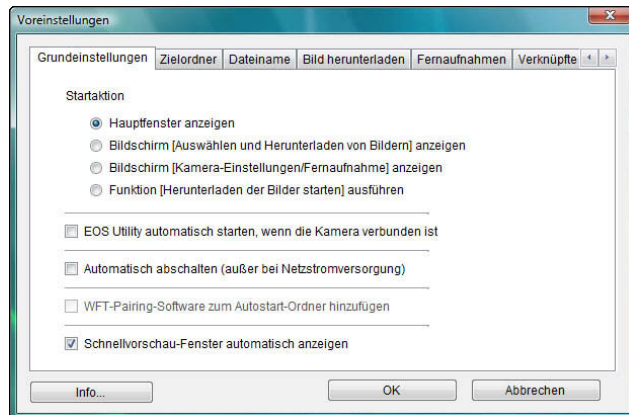 Voreinstellungen
Grundeinstellungen Zielordner Dateiname Bild herunterladen Fernaufnahmen Verknüpfte
Startaktion
Hauptfenster anzeigen
Bildschirm [Auswählen und Herunterladen von Bildern] anzeigen
Bildschirm [Kamera-Einstellungen/Fernaufnahme] anzeigen
Funktion [Herunterladen der Bilder starten] ausführen
EOS Utility automatisch starten, wenn die Kamera verbunden ist
Automatisch abschalten (außer bei Netzstromversorgung)
WFT-Pairing-Software zum Autostart-Ordner hinzufügen
Schnellvorschau-Fenster automatisch anzeigen
Info... OK Abbrechen